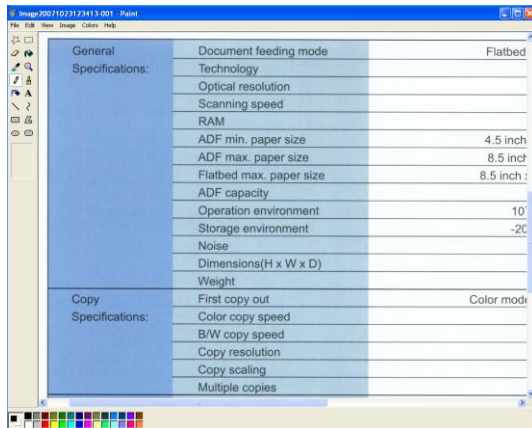 Image20071023123413-001 - Paint
File Edit View Image Colors Help
General Document feeding mode Flatbed
Specifications: Technology
Optical resolution
Scanning speed
RAM
ADF min. paper size 4.5 inch
ADF max. paper size 8.5 inch
Flatbed max. paper size 8.5 inch
ADF capacity
Operation environment 10
Storage environment -20
Noise
Dimensions(H x W x D)
Weight
Copy First copy out Color mode
Specifications: Color copy speed
B/W copy speed
Copy resolution
Copy scaling
Multiple copies